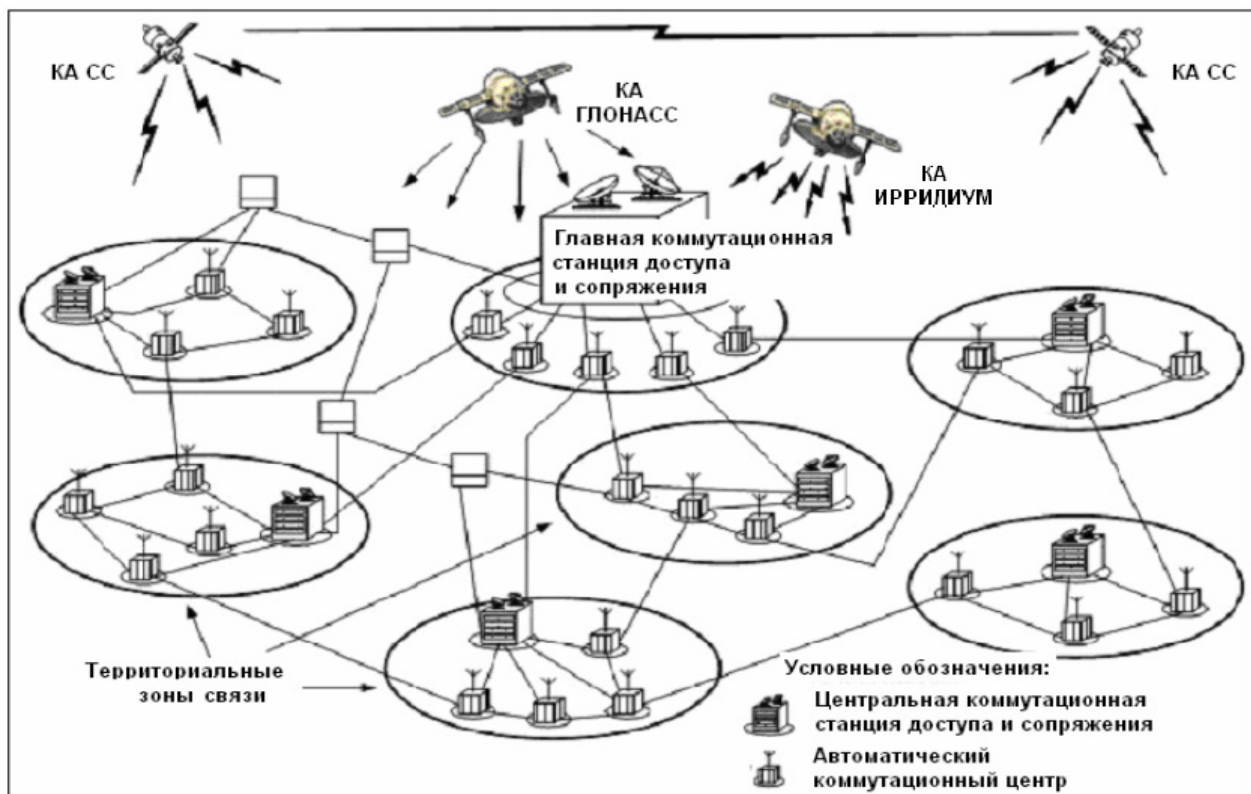 КА СС
КА СС
КА
ГЛОНАСС
КА
ИРРИДИУМ
Главная коммутационная
станция доступа
и сопряжения
Территориальные
зоны связи
Условные обозначения:
Центральная коммутационная
станция доступа и сопряжения
Автоматический
коммутационный центр